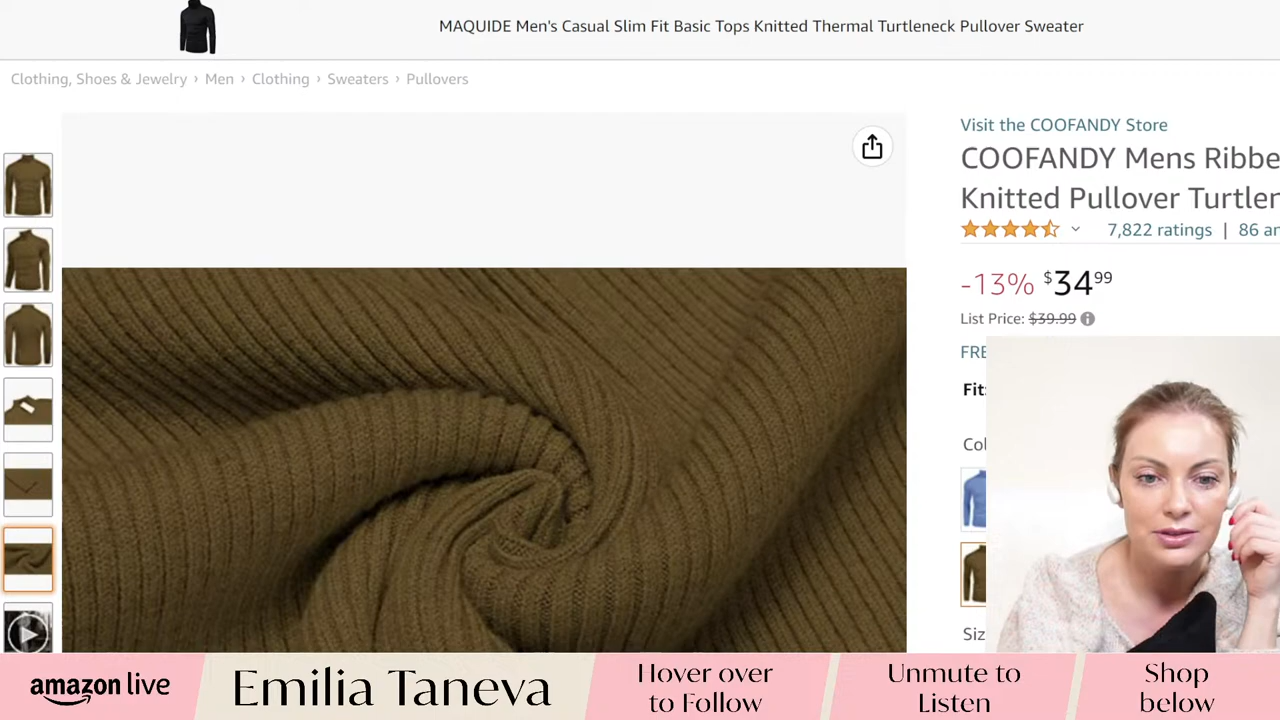 MAQUIDE Men's Casual Slim Fit Basic Tops Knitted Thermal Turtleneck Pullover Sweater
Clothing, Shoes & Jewelry › Men › Clothing › Sweaters › Pullovers
Visit the COOFANDY Store
COOFANDY Mens Ribbe
Knitted Pullover Turtlen
7,822 ratings | 86 an
-13% $34.99
List Price: $39.99
FRE
Fit:
Col
Siz
amazon live
Emilia Taneva
Hover over
to Follow
Unmute to
Listen
Shop
below